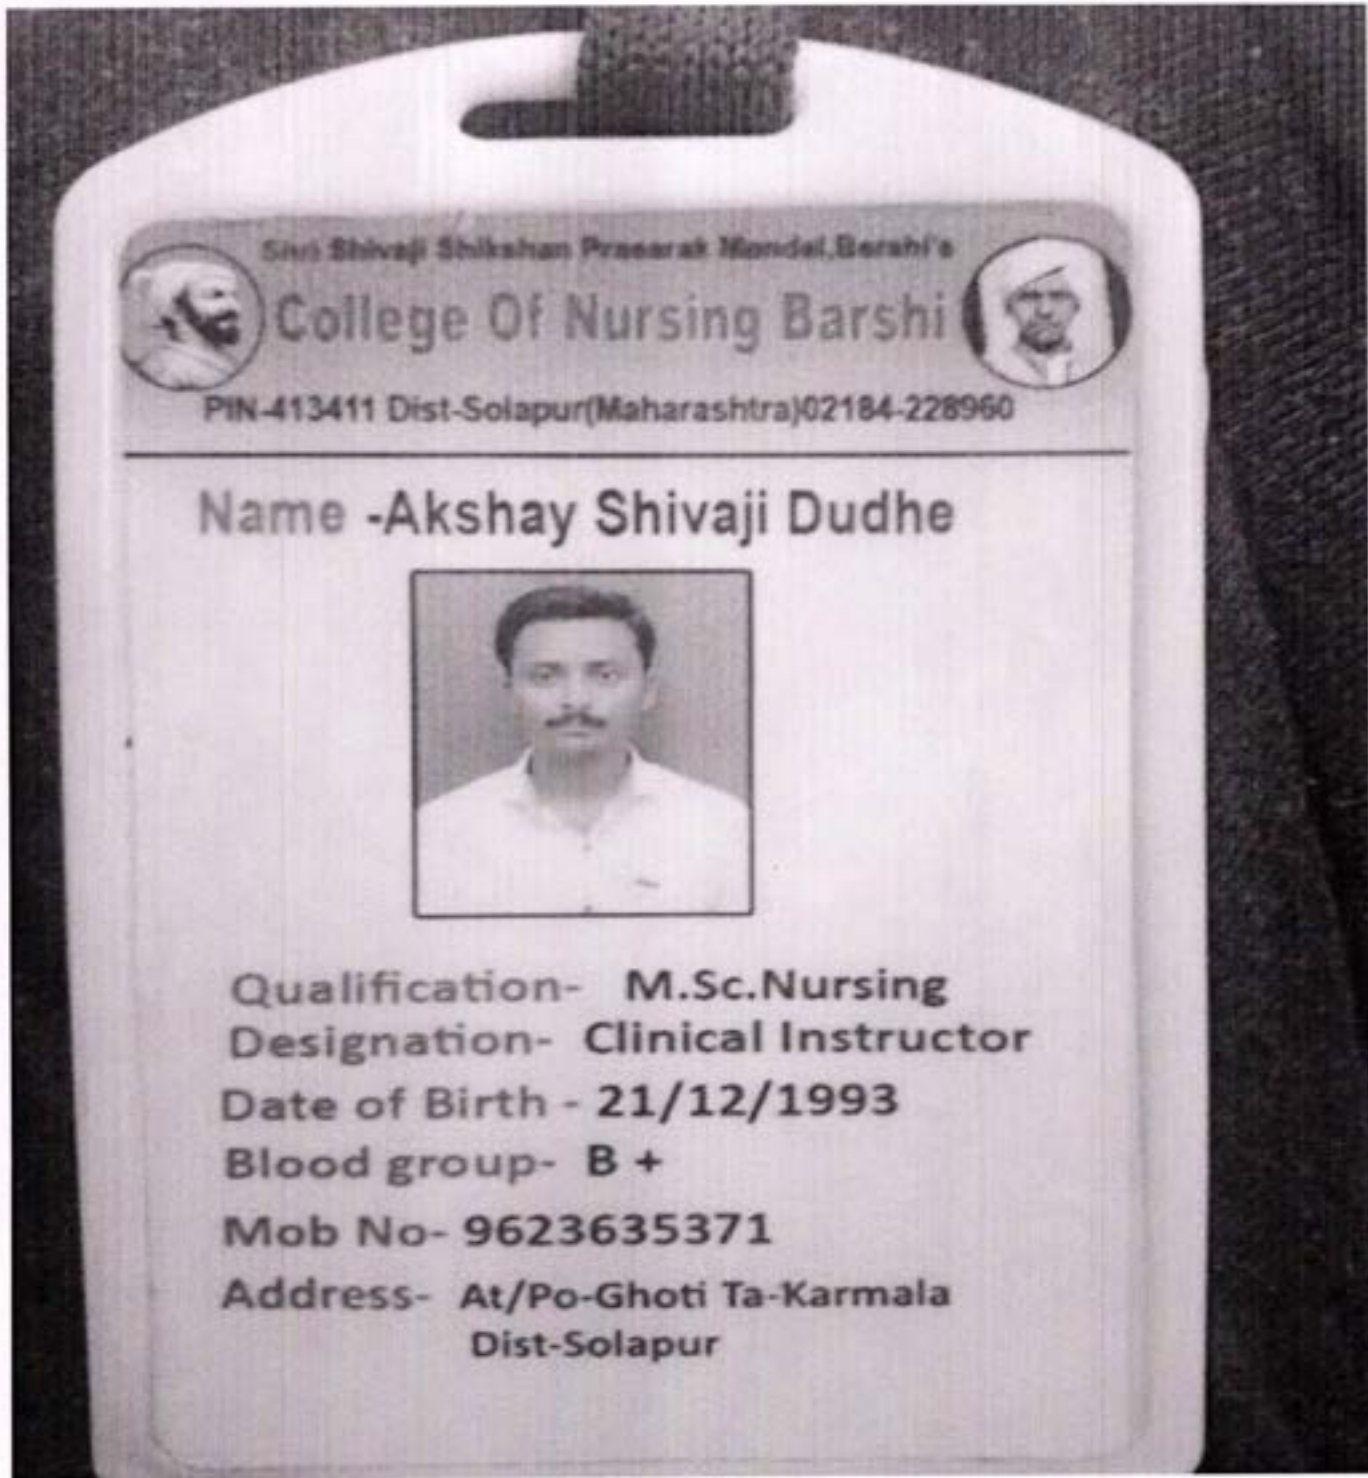 Shri Shivaji Shikshan Prasarak Mandal,Barshi's
College Of Nursing Barshi
PIN-413411 Dist-Solapur(Maharashtra)02184-228960
Name -Akshay Shivaji Dudhe
Qualification- M.Sc.Nursing
Designation- Clinical Instructor
Date of Birth - 21/12/1993
Blood group- B +
Mob No- 9623635371
Address- At/Po-Ghoti Ta-Karmala
Dist-Solapur